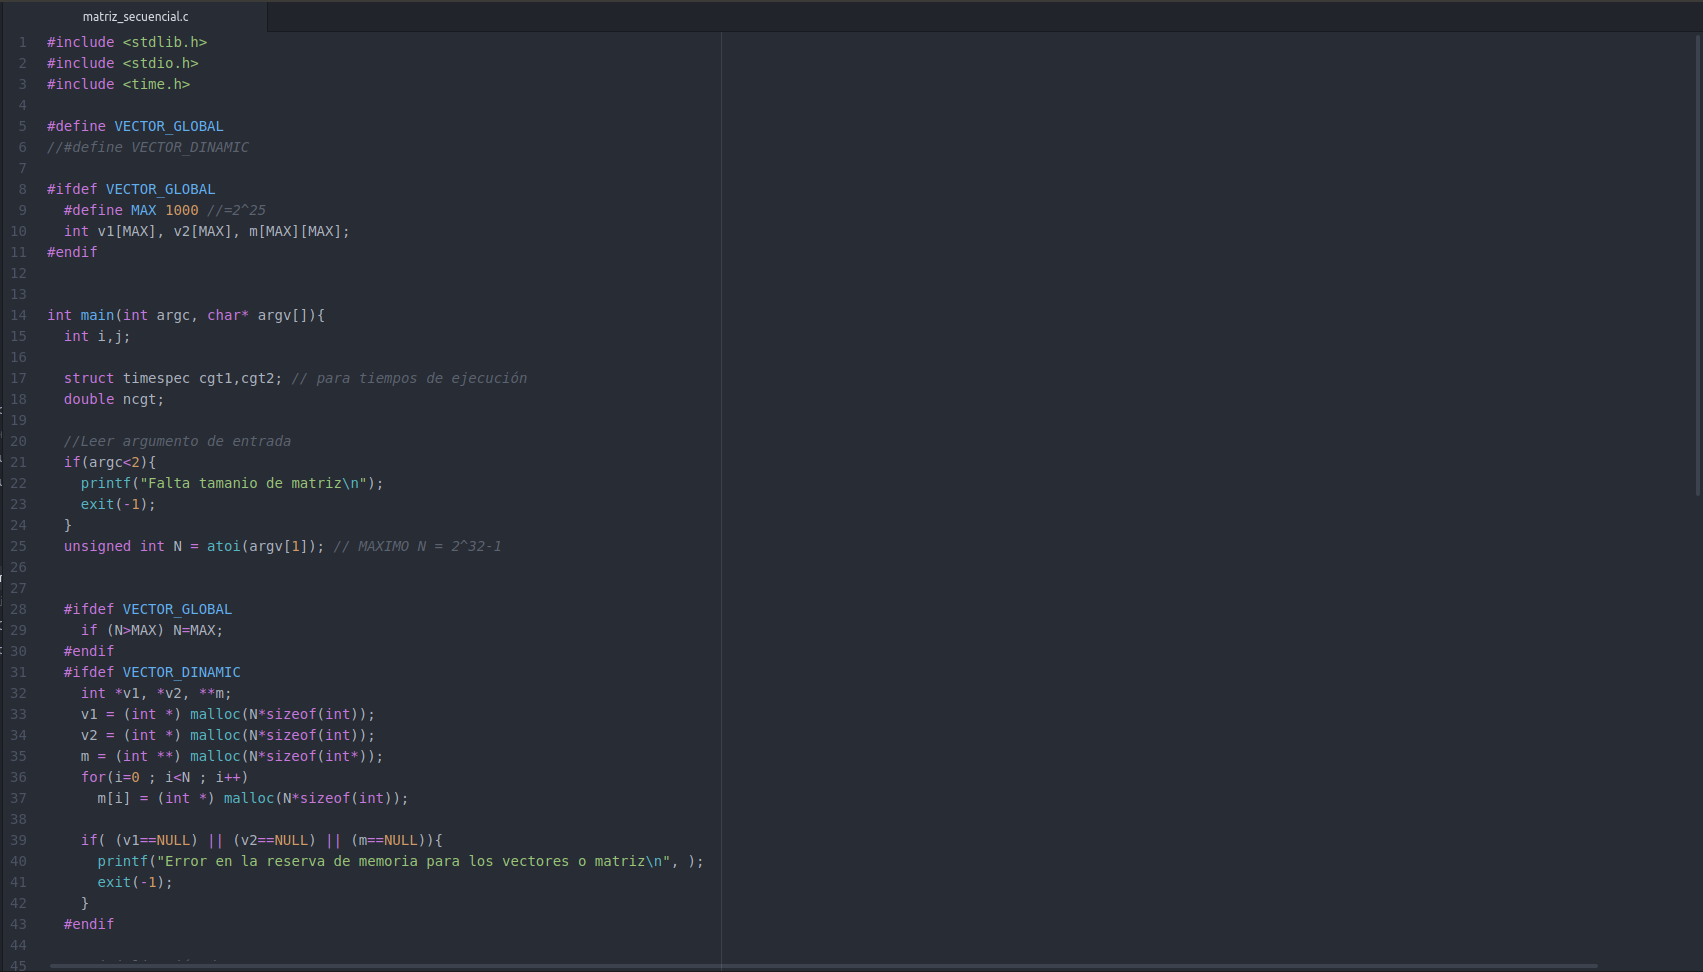 matriz_secuencial.c
1 #include <stdlib.h>
2 #include <stdio.h>
3 #include <time.h>
4
5 #define VECTOR_GLOBAL
6 //#define VECTOR_DINAMIC
7
8 #ifdef VECTOR_GLOBAL
9   #define MAX 1000 //=2^25
10   int v1[MAX], v2[MAX], m[MAX][MAX];
11 #endif
12
13
14 int main(int argc, char* argv[]){
15   int i,j;
16
17   struct timespec cgt1,cgt2; // para tiempos de ejecución
18   double ncgt;
19
20   //Leer argumento de entrada
21   if(argc<2){
22     printf("Falta tamanio de matriz\n");
23     exit(-1);
24   }
25   unsigned int N = atoi(argv[1]); // MAXIMO N = 2^32-1
26
27
28   #ifdef VECTOR_GLOBAL
29     if (N>MAX) N=MAX;
30   #endif
31   #ifdef VECTOR_DINAMIC
32     int *v1, *v2, **m;
33     v1 = (int *) malloc(N*sizeof(int));
34     v2 = (int *) malloc(N*sizeof(int));
35     m = (int **) malloc(N*sizeof(int*));
36     for(i=0 ; i<N ; i++)
37       m[i] = (int *) malloc(N*sizeof(int));
38
39     if( (v1==NULL) || (v2==NULL) || (m==NULL)){
40       printf("Error en la reserva de memoria para los vectores o matriz\n", );
41       exit(-1);
42     }
43   #endif
44
45